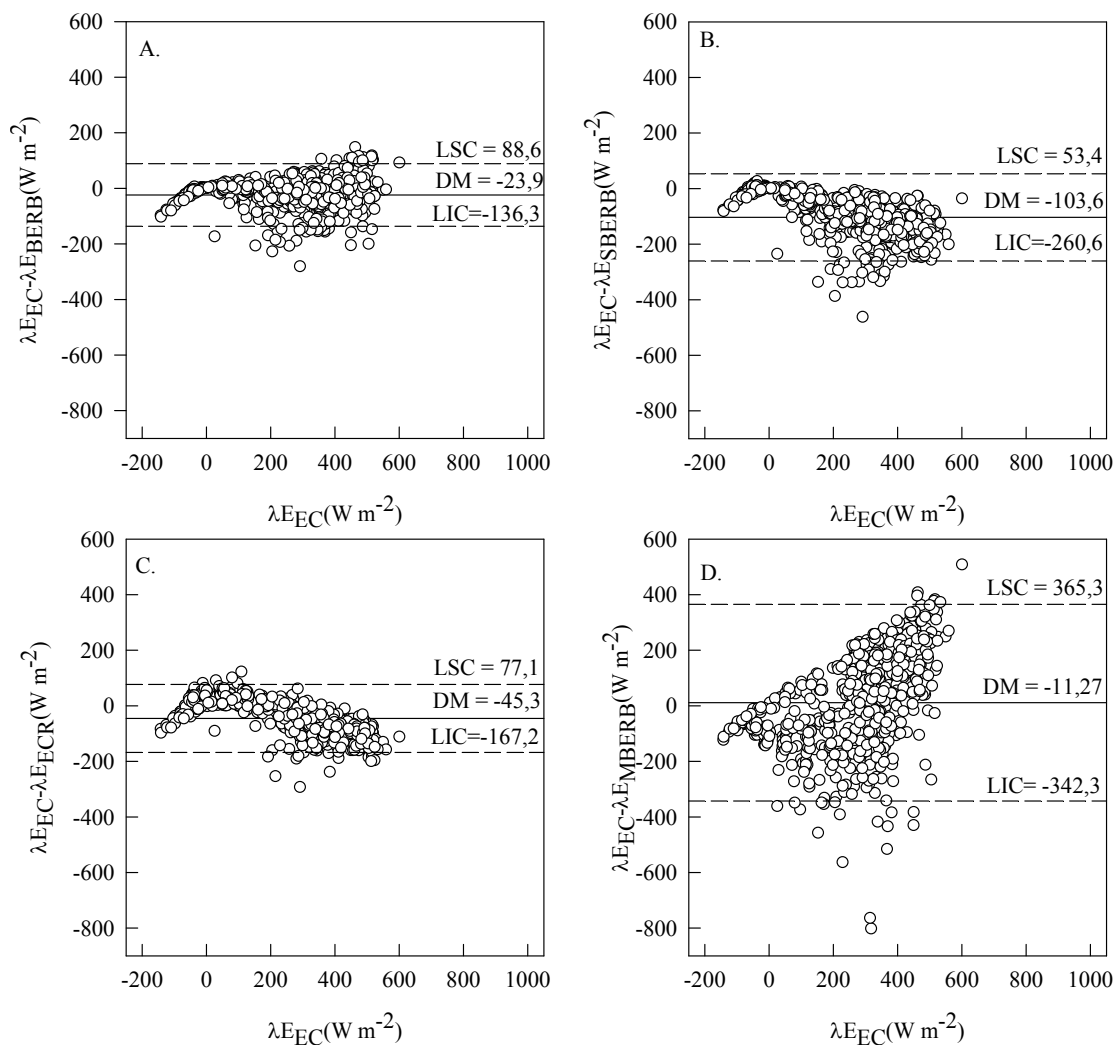 A.
600
400
200
0
-200
-400
-600
-800
λE_EC-λE_BERB(W m⁻²)
LSC = 88,6
DM = -23,9
LIC=-136,3
-200 0 200 400 600 800 1000
λE_EC(W m⁻²)
B.
600
400
200
0
-200
-400
-600
-800
λE_EC-λE_SBERB(W m⁻²)
LSC = 53,4
DM = -103,6
LIC=-260,6
-200 0 200 400 600 800 1000
λE_EC(W m⁻²)
C.
600
400
200
0
-200
-400
-600
-800
λE_EC-λE_ECR(W m⁻²)
LSC = 77,1
DM = -45,3
LIC=-167,2
-200 0 200 400 600 800 1000
λE_EC(W m⁻²)
D.
600
400
200
0
-200
-400
-600
-800
λE_EC-λE_MBERB(W m⁻²)
LSC = 365,3
DM = -11,27
LIC= -342,3
-200 0 200 400 600 800 1000
λE_EC(W m⁻²)